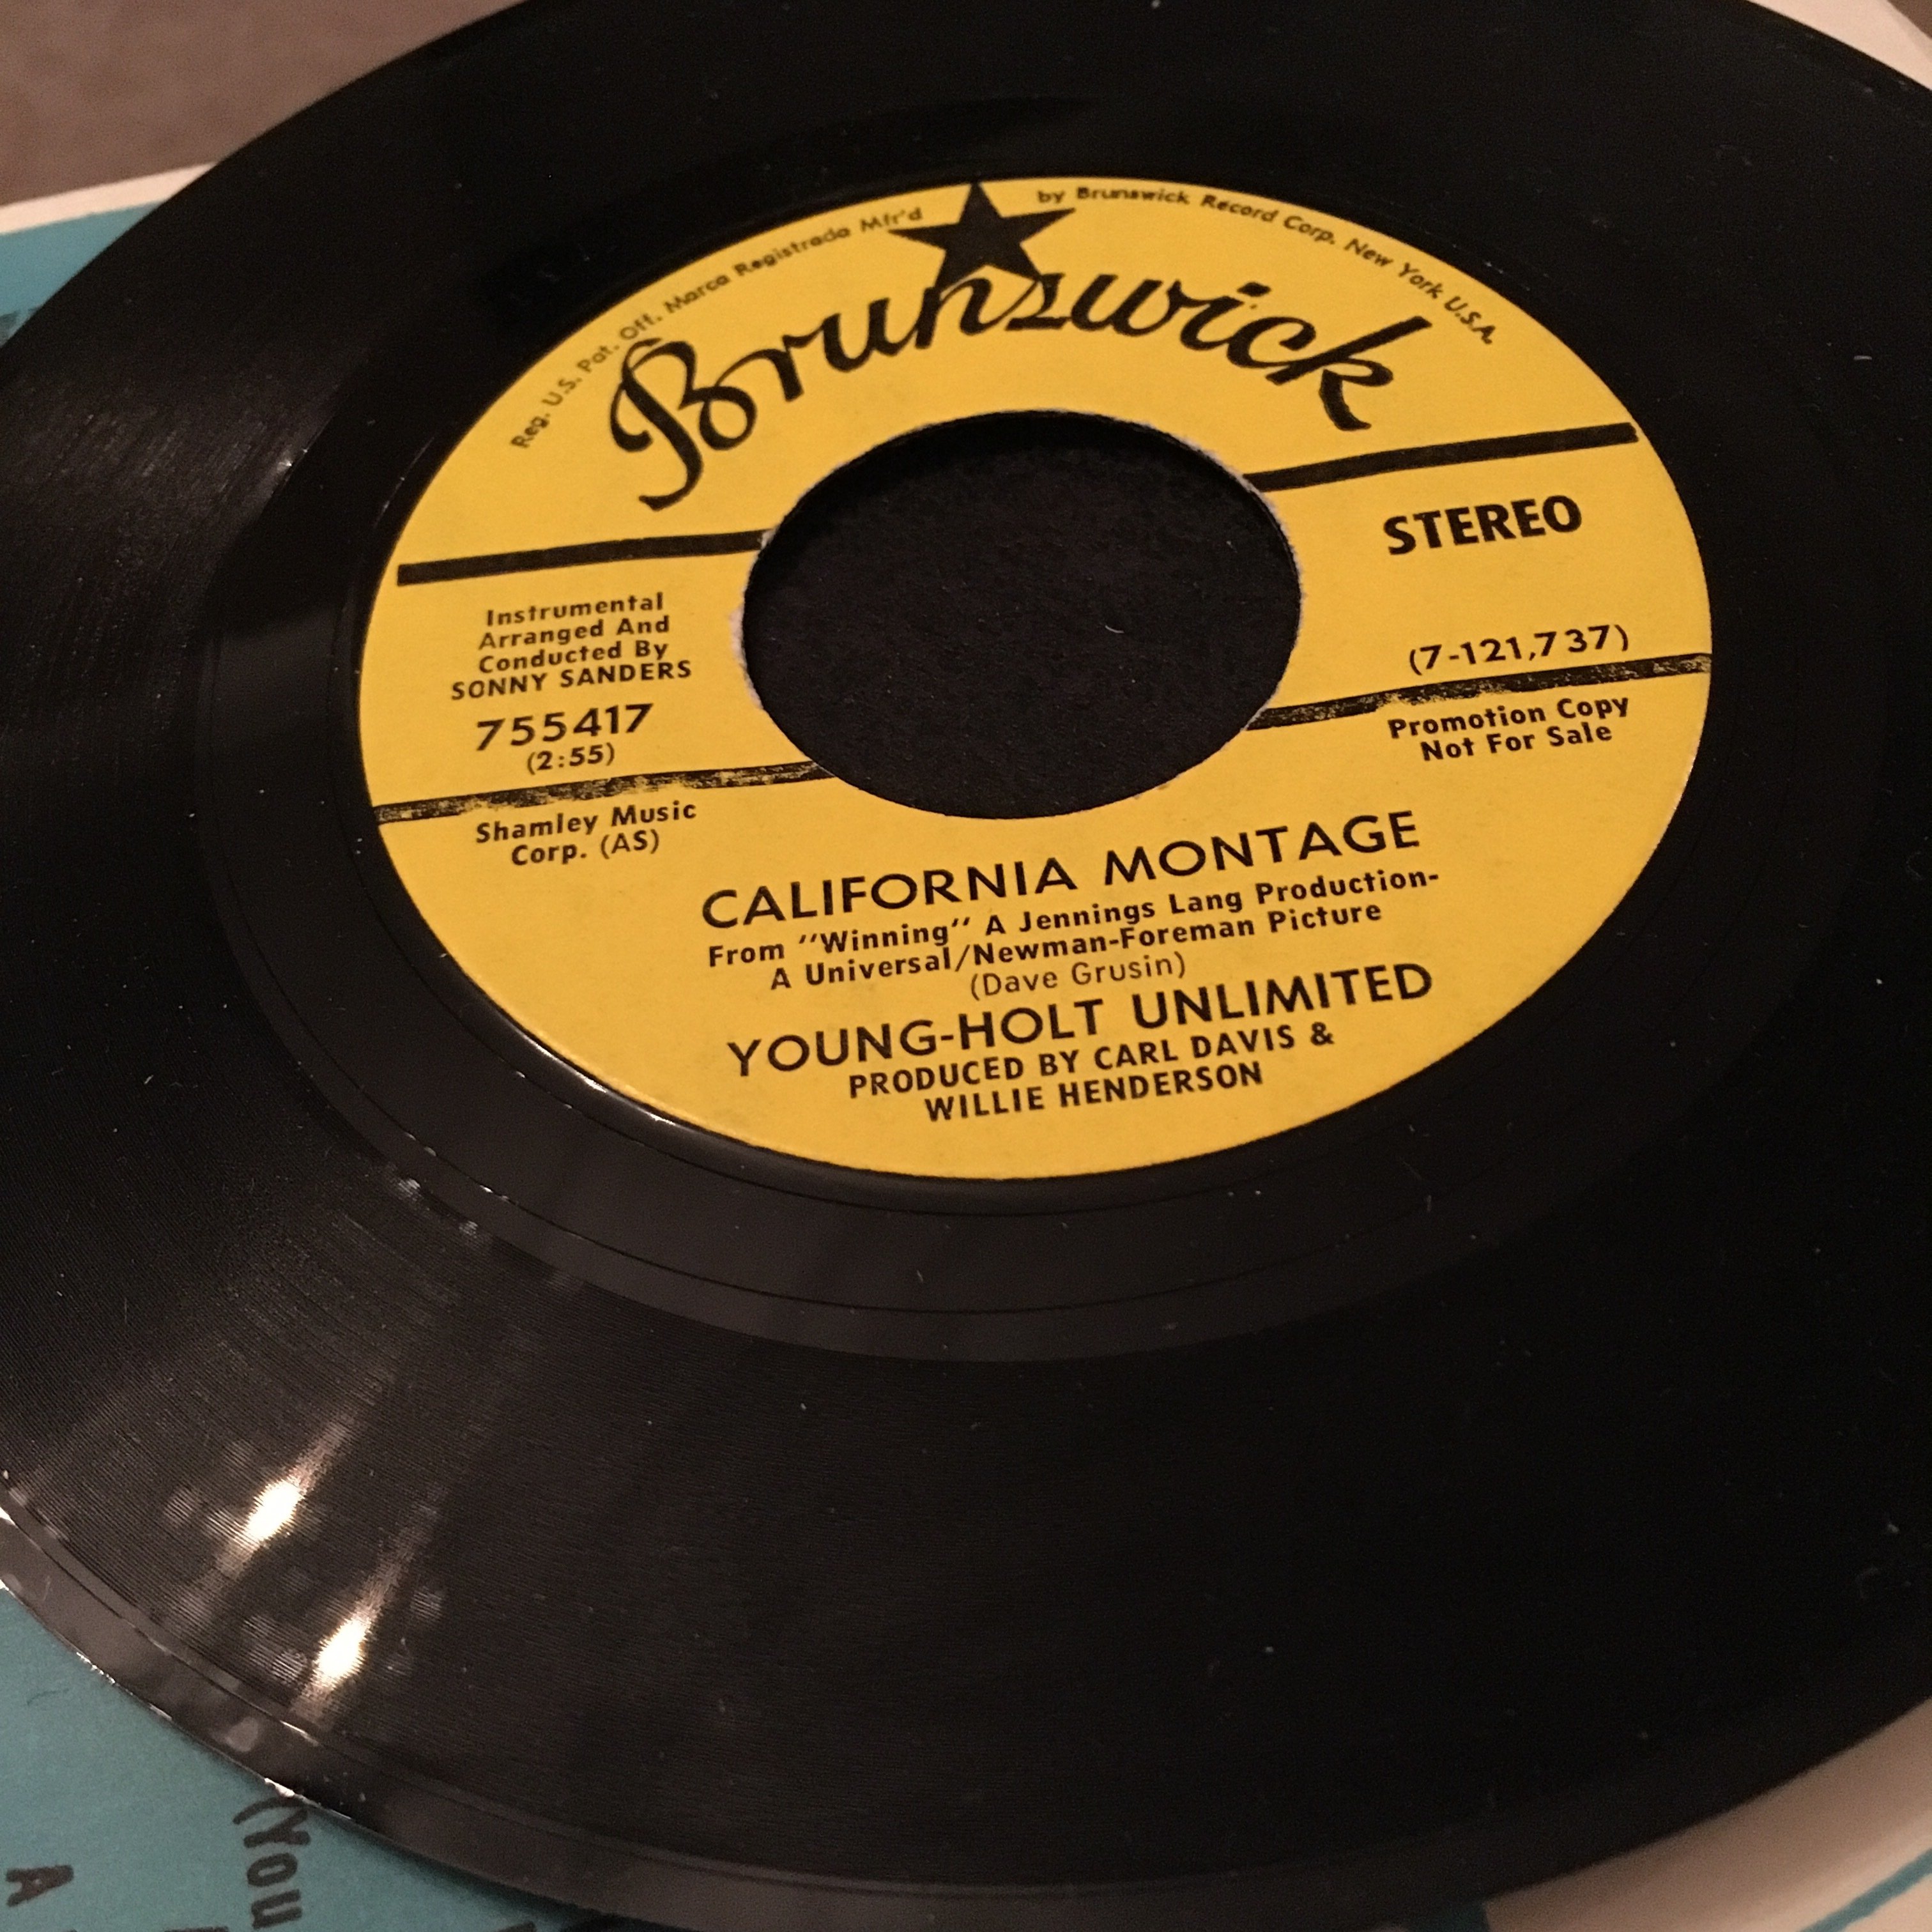 Reg. U.S. Pat. Off. Marca Registrada Mfr'd by Brunswick Record Corp. New York U.S.A.
Brunswick
STEREO
Instrumental
Arranged And
Conducted By
SONNY SANDERS
755417
(2:55)
(7-121,737)
Promotion Copy
Not For Sale
Shamley Music
Corp. (AS)
CALIFORNIA MONTAGE
From "Winning" A Jennings Lang Production-
A Universal/Newman-Foreman Picture
(Dave Grusin)
YOUNG-HOLT UNLIMITED
PRODUCED BY CARL DAVIS &
WILLIE HENDERSON
(You
A